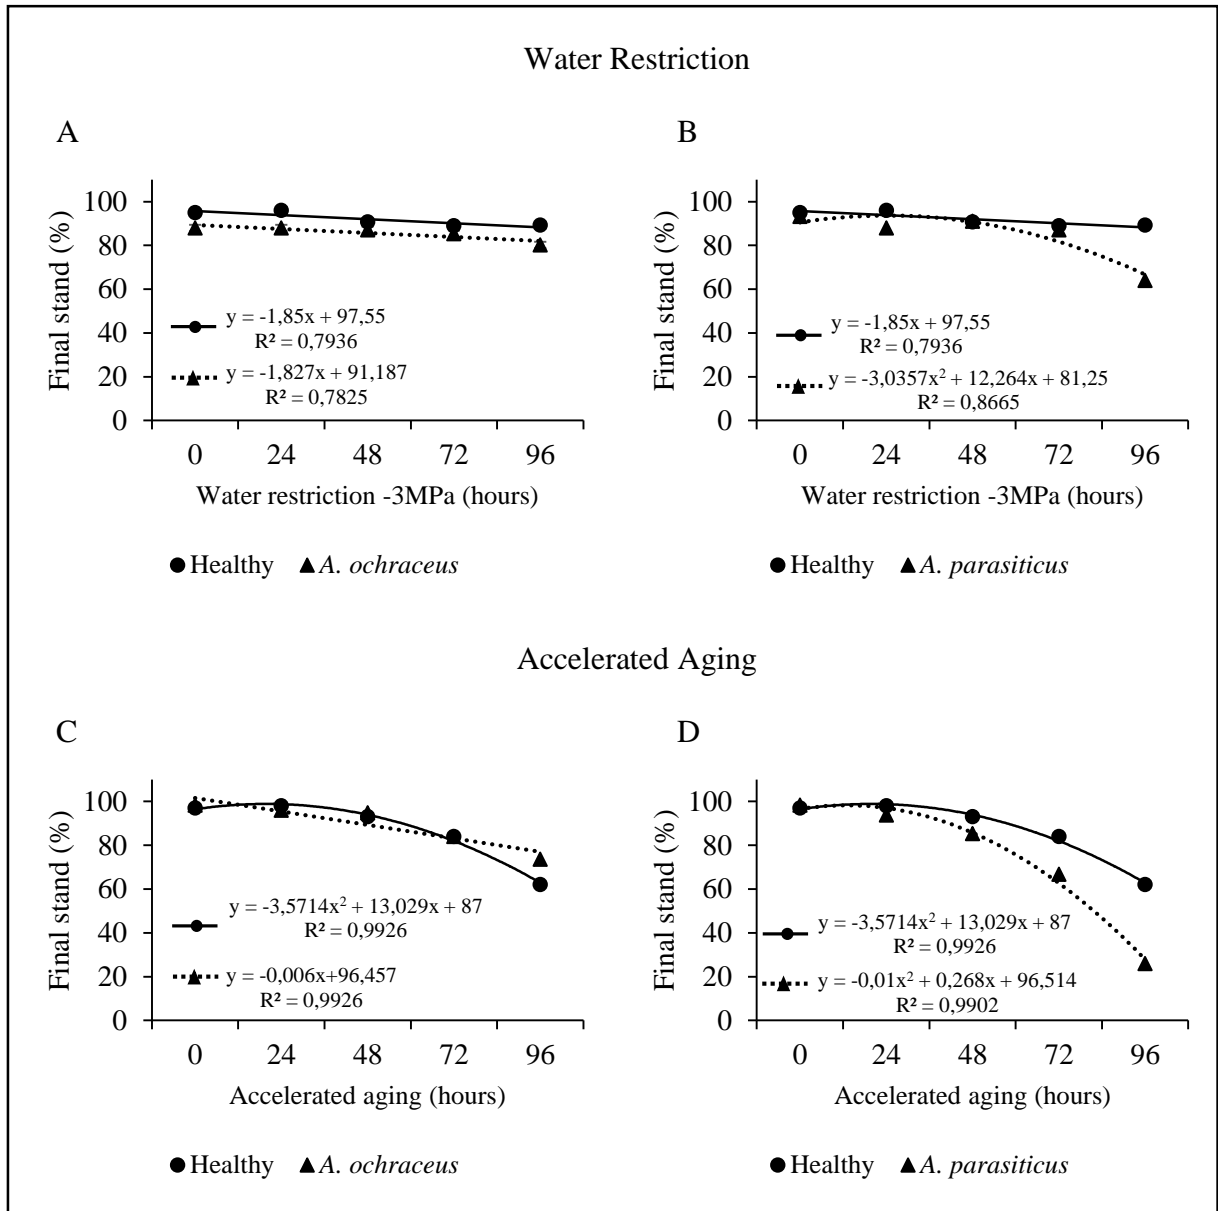 Water Restriction
A
Final stand (%)
100
80
60
40
20
0
y = -1,85x + 97,55
R² = 0,7936
y = -1,827x + 91,187
R² = 0,7825
0 24 48 72 96
Water restriction -3MPa (hours)
Healthy A. ochraceus
B
Final stand (%)
100
80
60
40
20
0
y = -1,85x + 97,55
R² = 0,7936
y = -3,0357x² + 12,264x + 81,25
R² = 0,8665
0 24 48 72 96
Water restriction -3MPa (hours)
Healthy A. parasiticus
Accelerated Aging
C
Final stand (%)
100
80
60
40
20
0
y = -3,5714x² + 13,029x + 87
R² = 0,9926
y = -0,006x+96,457
R² = 0,9926
0 24 48 72 96
Accelerated aging (hours)
Healthy A. ochraceus
D
Final stand (%)
100
80
60
40
20
0
y = -3,5714x² + 13,029x + 87
R² = 0,9926
y = -0,01x² + 0,268x + 96,514
R² = 0,9902
0 24 48 72 96
Accelerated aging (hours)
Healthy A. parasiticus